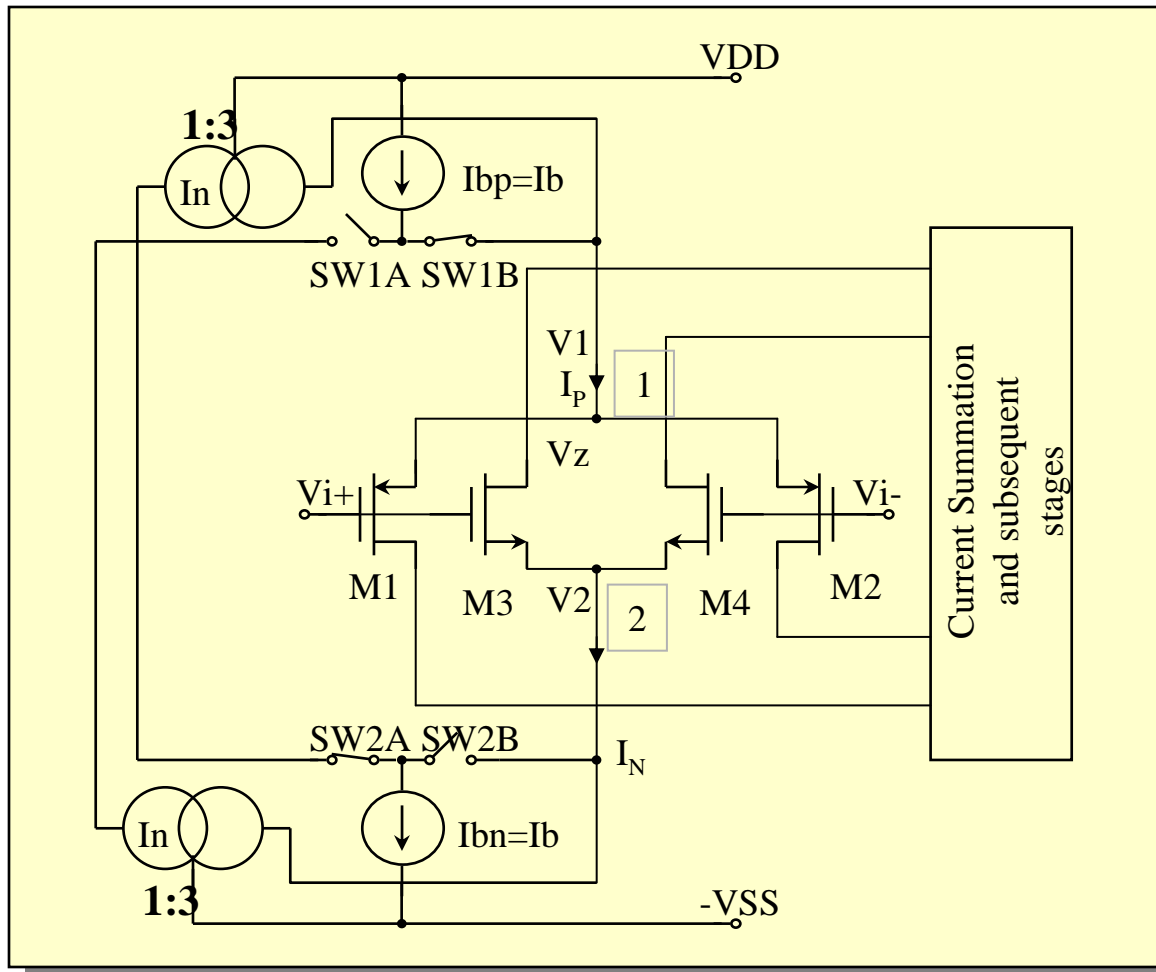 VDD
1:3
In
Ibp=Ib
SW1A SW1B
V1
I_P
1
Vz
Vi+
Vi-
M1
M3
V2
M4
M2
2
Current Summation
and subsequent
stages
SW2A SW2B
I_N
In
Ibn=Ib
1:3
-VSS